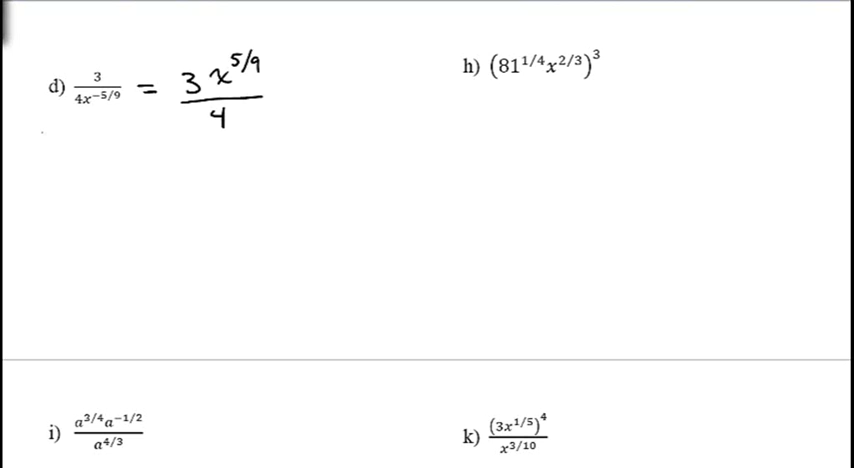 d) 3/(4x^(-5/9)) = 3x^(5/9)/4
h) (81^(1/4)x^(2/3))^3
i) (a^(3/4)a^(-1/2))/a^(4/3)
k) (3x^(1/5))^4/x^(3/10)